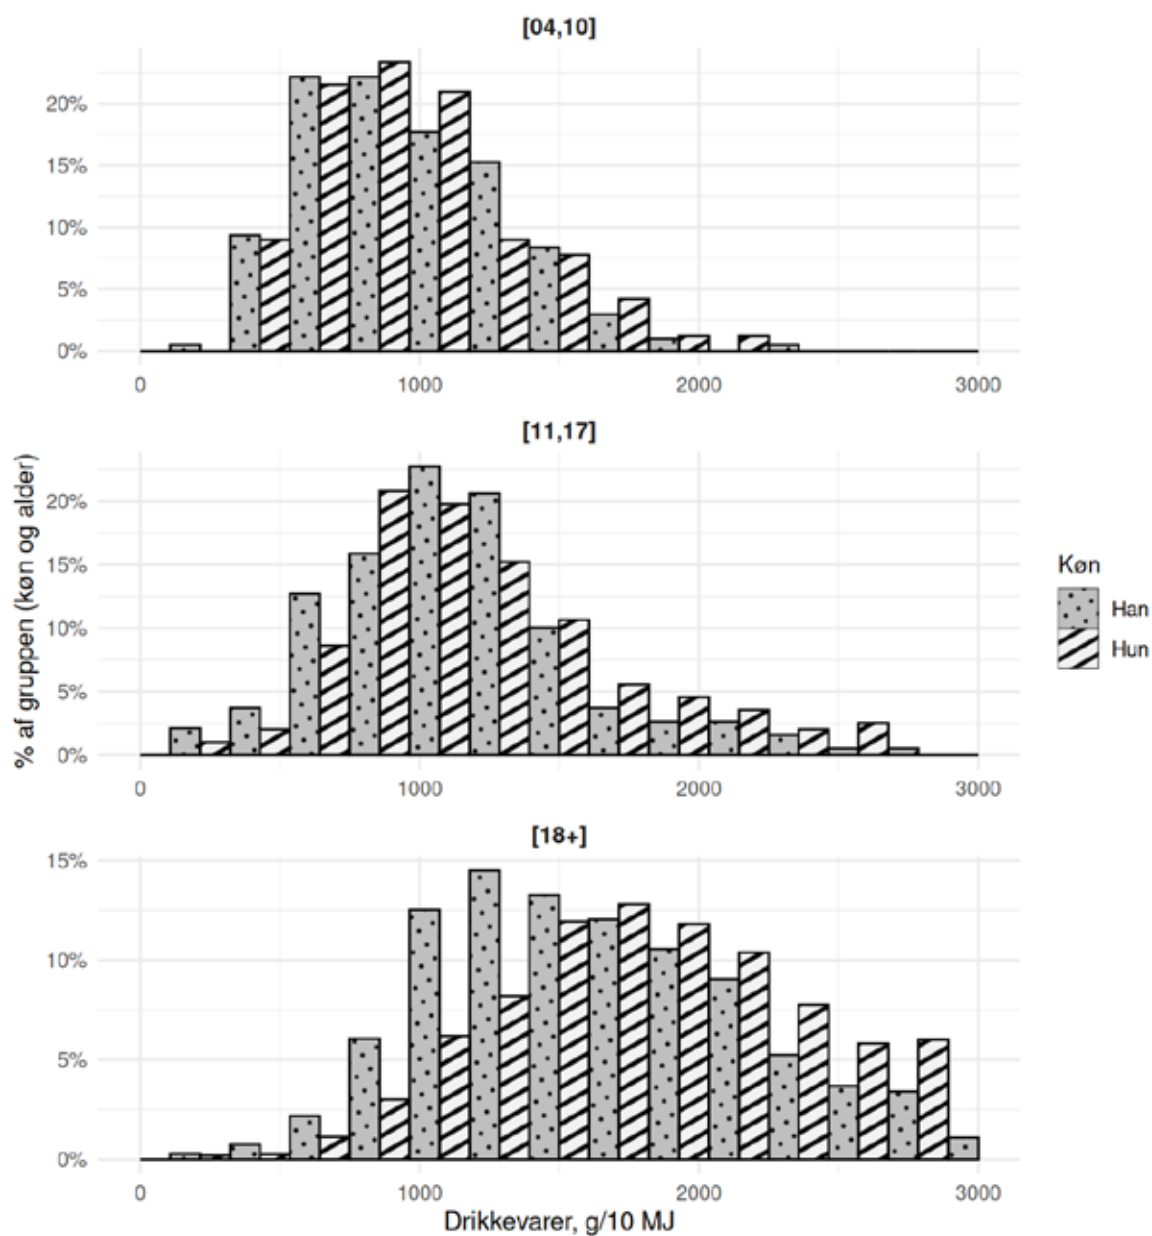 [04,10]
20%
15%
10%
5%
0%
0 1000 2000 3000
[11,17]
20%
15%
10%
5%
0%
0 1000 2000 3000
[18+]
15%
10%
5%
0%
0 1000 2000 3000
Drikkevarer, g/10 MJ
% af gruppen (køn og alder)
Køn
Han
Hun